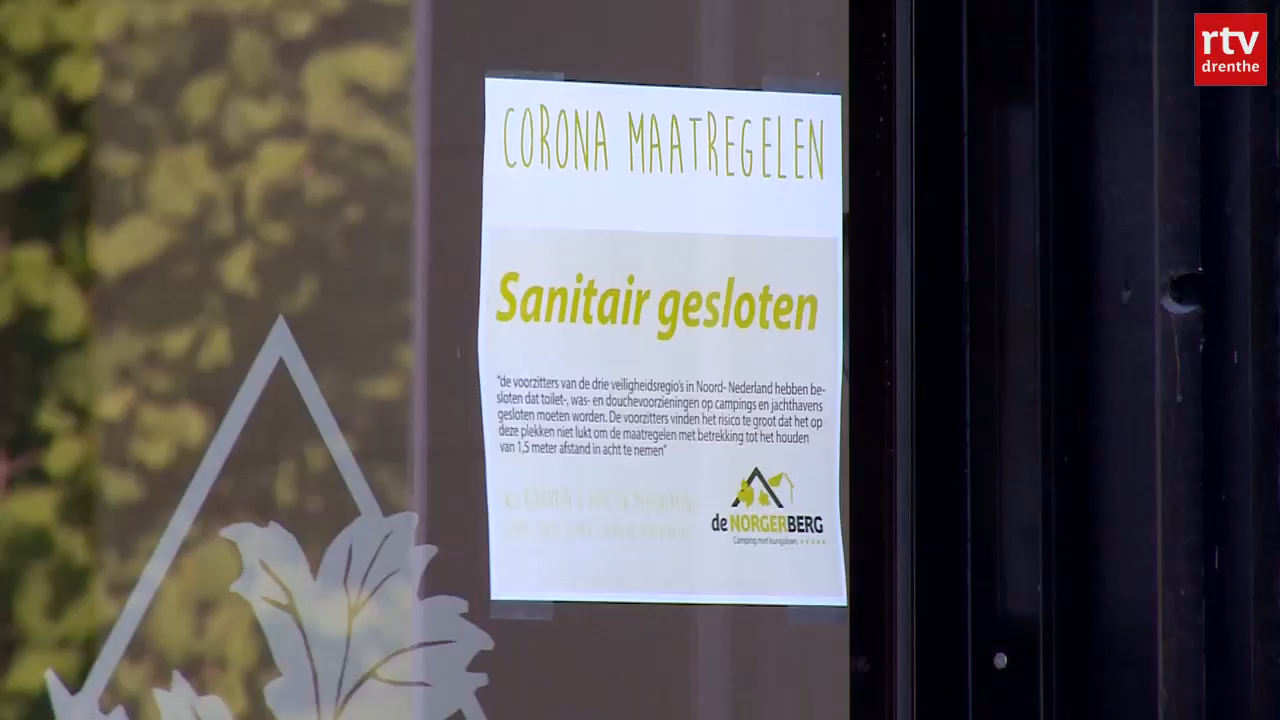 rtv
drenthe
CORONA MAATREGELEN
Sanitair gesloten
"de voorzitters van de drie veiligheidsregio's in Noord- Nederland hebben be-
sloten dat toilet-, was- en douchevoorzieningen op campings en jachthavens
gesloten moeten worden. De voorzitters vinden het risico te groot dat het op
deze plekken niet lukt om de maatregelen met betrekking tot het houden
van 1,5 meter afstand in acht te nemen"
de NORGERBERG
Camping met bungalows